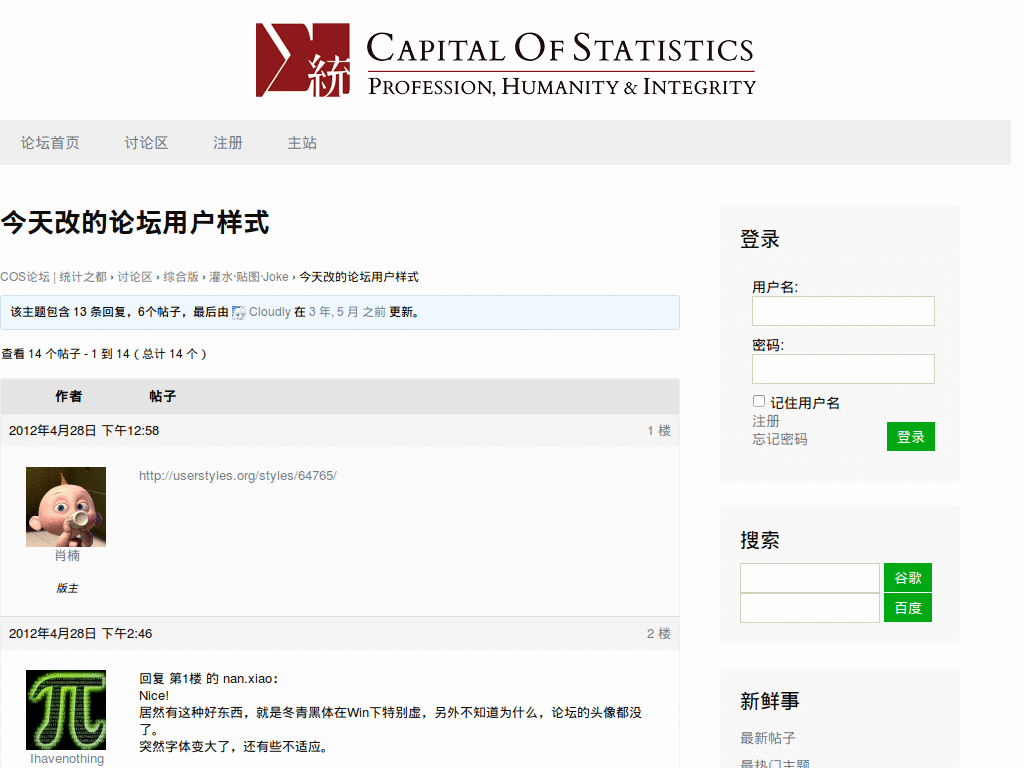 統
CAPITAL OF STATISTICS
PROFESSION, HUMANITY & INTEGRITY
论坛首页 讨论区 注册 主站
今天改的论坛用户样式
COS论坛 | 统计之都 › 讨论区 › 综合版 › 灌水·贴图·Joke › 今天改的论坛用户样式
该主题包含 13 条回复，6个帖子，最后由 Cloudly 在 3 年, 5 月 之前 更新。
查看 14 个帖子 - 1 到 14 ( 总计 14 个 )
作者 帖子
2012年4月28日 下午12:58 1 楼
http://userstyles.org/styles/64765/
肖楠
版主
2012年4月28日 下午2:46 2 楼
回复 第1楼 的 nan.xiao：
Nice!
居然有这种好东西，就是冬青黑体在Win下特别虚，另外不知道为什么，论坛的头像都没
了。
突然字体变大了，还有些不适应。
Ihavenothing
登录
用户名:
密码:
记住用户名
注册
忘记密码
登录
搜索
谷歌
百度
新鲜事
最新帖子
最热门主题